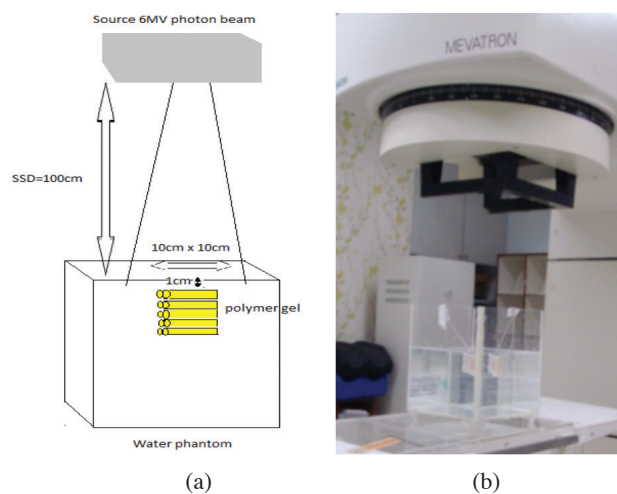 Source 6MV photon beam
SSD=100cm
10cm x 10cm
1cm
polymer gel
Water phantom
(a)
MEVATRON
(b)